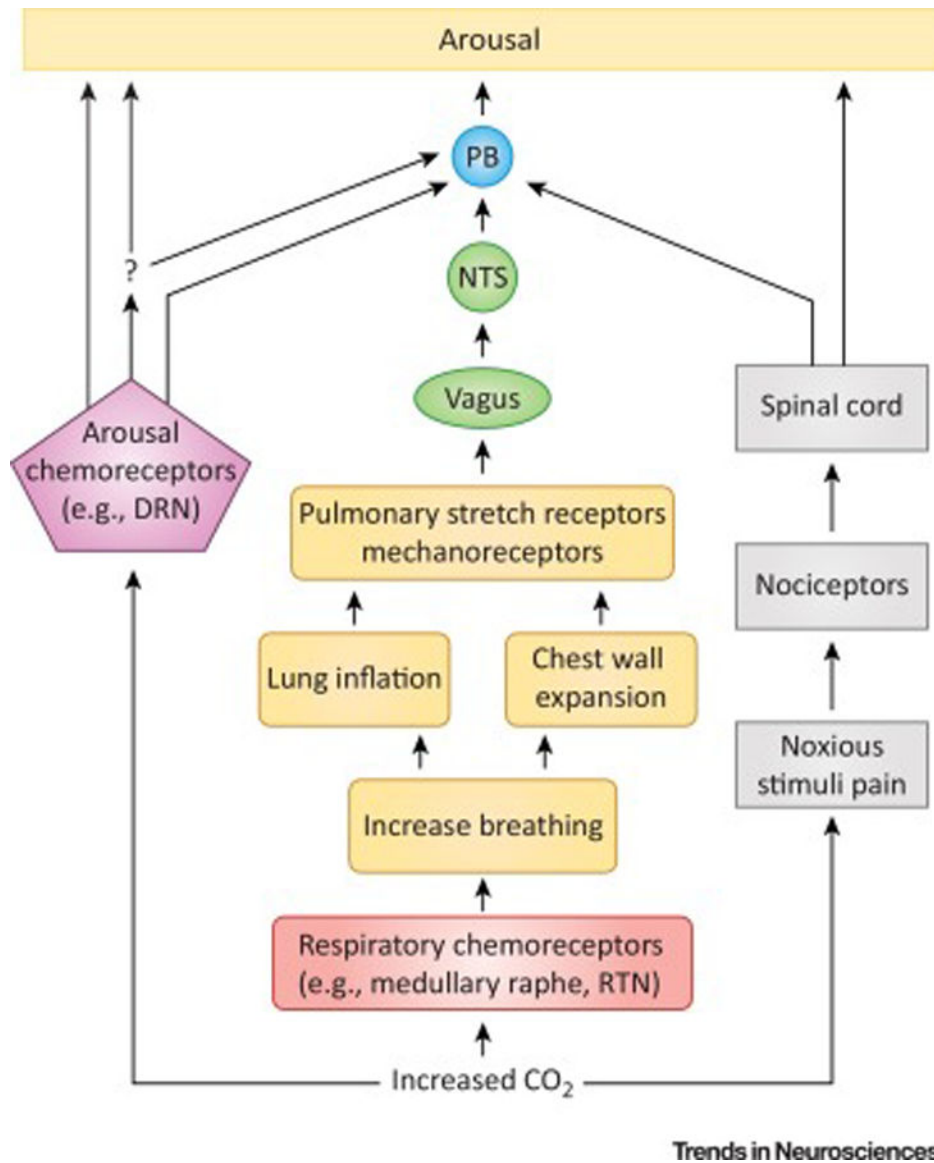 Arousal
PB
?
NTS
Vagus
Arousal
chemoreceptors
(e.g., DRN)
Spinal cord
Pulmonary stretch receptors
mechanoreceptors
Nociceptors
Lung inflation
Chest wall
expansion
Noxious
stimuli pain
Increase breathing
Respiratory chemoreceptors
(e.g., medullary raphe, RTN)
Increased CO₂
Trends in Neurosciences